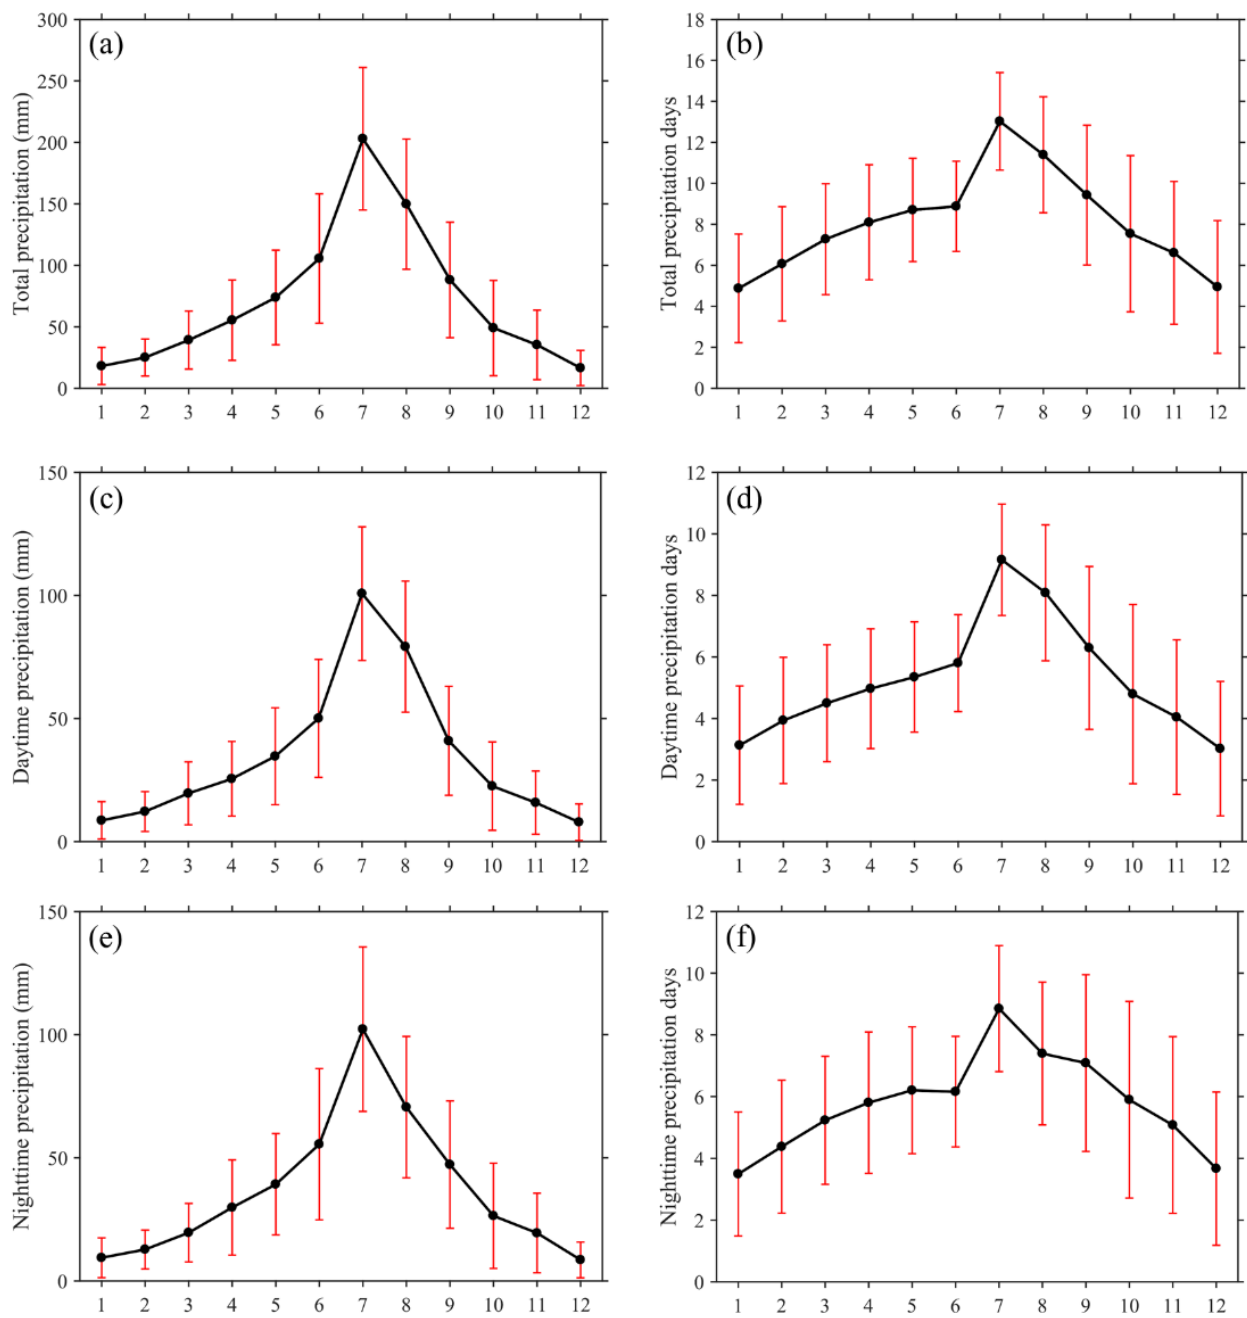 (a)
Total precipitation (mm)
300
250
200
150
100
50
0
1 2 3 4 5 6 7 8 9 10 11 12
(b)
Total precipitation days
18
16
14
12
10
8
6
4
2
0
1 2 3 4 5 6 7 8 9 10 11 12
(c)
Daytime precipitation (mm)
150
100
50
0
1 2 3 4 5 6 7 8 9 10 11 12
(d)
Daytime precipitation days
12
10
8
6
4
2
0
1 2 3 4 5 6 7 8 9 10 11 12
(e)
Nighttime precipitation (mm)
150
100
50
0
1 2 3 4 5 6 7 8 9 10 11 12
(f)
Nighttime precipitation days
12
10
8
6
4
2
0
1 2 3 4 5 6 7 8 9 10 11 12